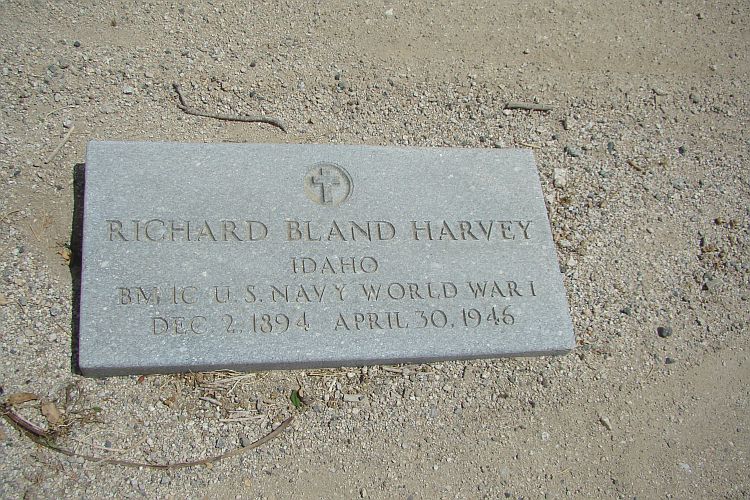 RICHARD BLAND HARVEY
IDAHO
BM1C U.S. NAVY WORLD WAR I
DEC 2, 1894 APRIL 30, 1946